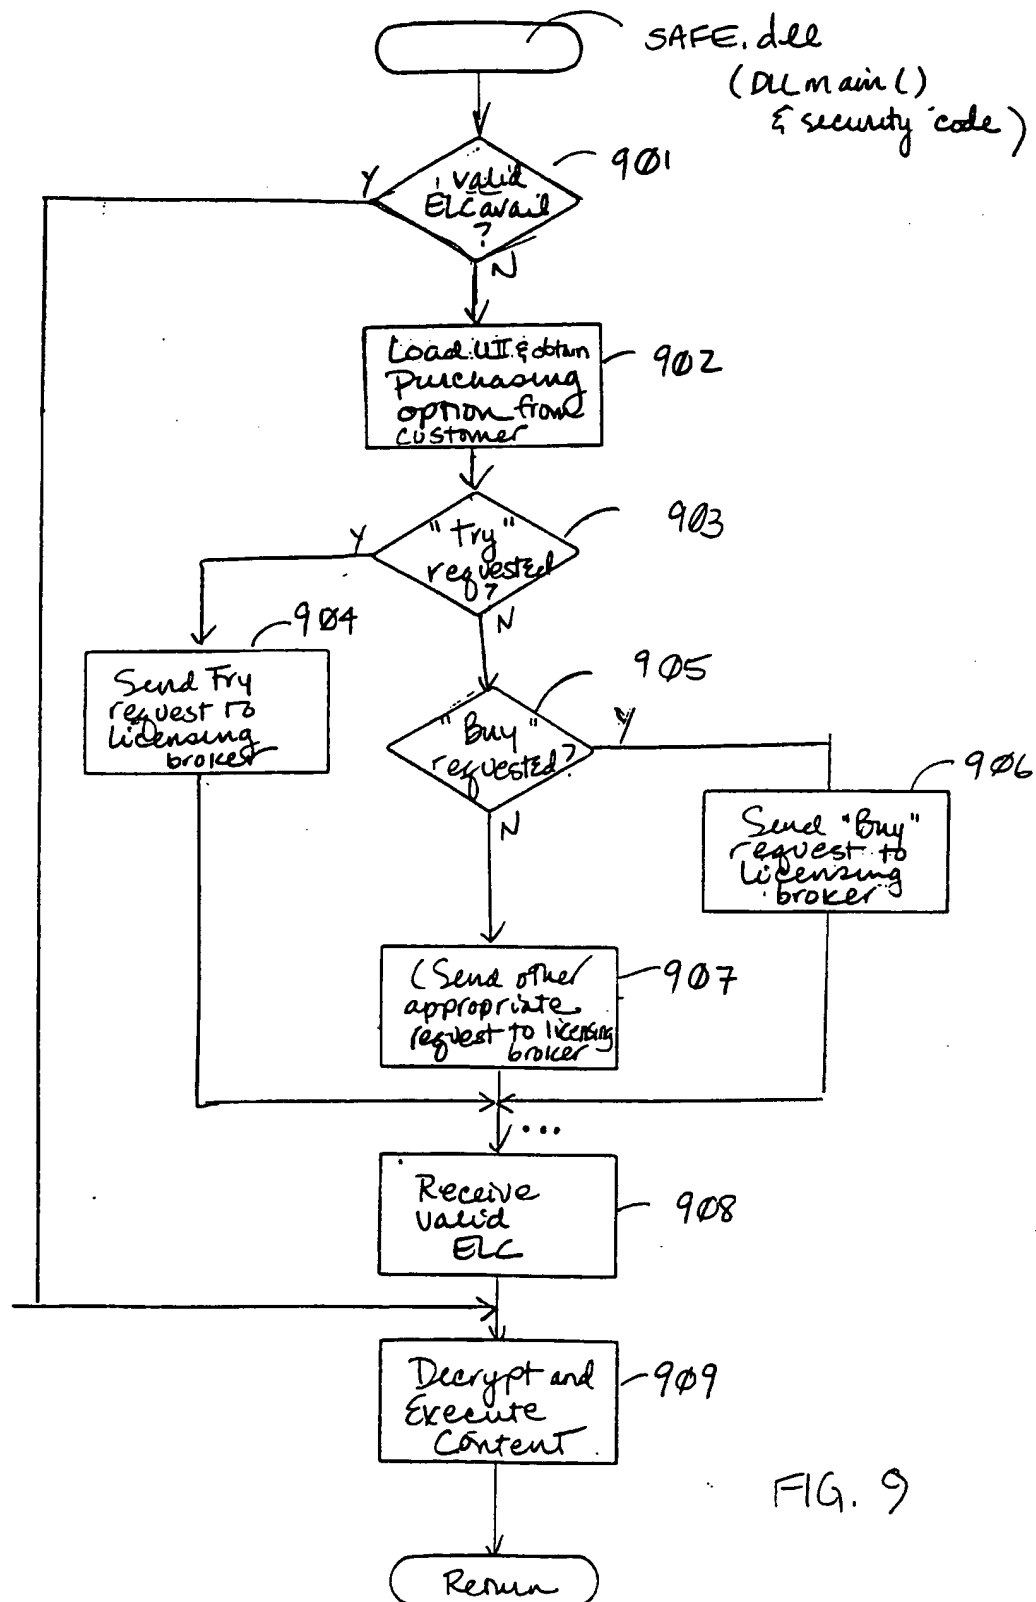 SAFE.dll
(DLLmain()
& security code)
901
Y
valid
ELC avail
?
N
Load UI & obtain
Purchasing
option from
customer
902
"Try"
requested
?
903
Y
N
904
Send Try
request to
licensing
broker
905
"Buy"
requested?
Y
N
906
Send "Buy"
request to
licensing
broker
(Send other
appropriate
request to licensing
broker
907
...
Receive
valid
ELC
908
Decrypt and
Execute
Content
909
FIG. 9
Return